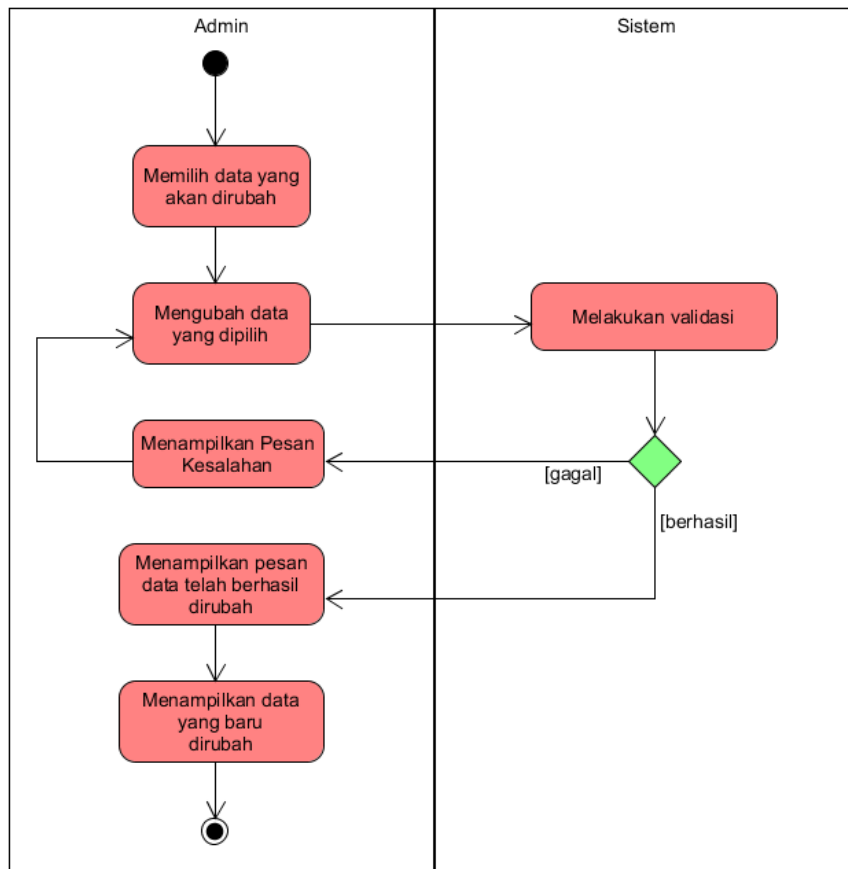 Admin
Sistem
Memilih data yang
akan dirubah
Mengubah data
yang dipilih
Melakukan validasi
Menampilkan Pesan
Kesalahan
[gagal]
[berhasil]
Menampilkan pesan
data telah berhasil
dirubah
Menampilkan data
yang baru
dirubah